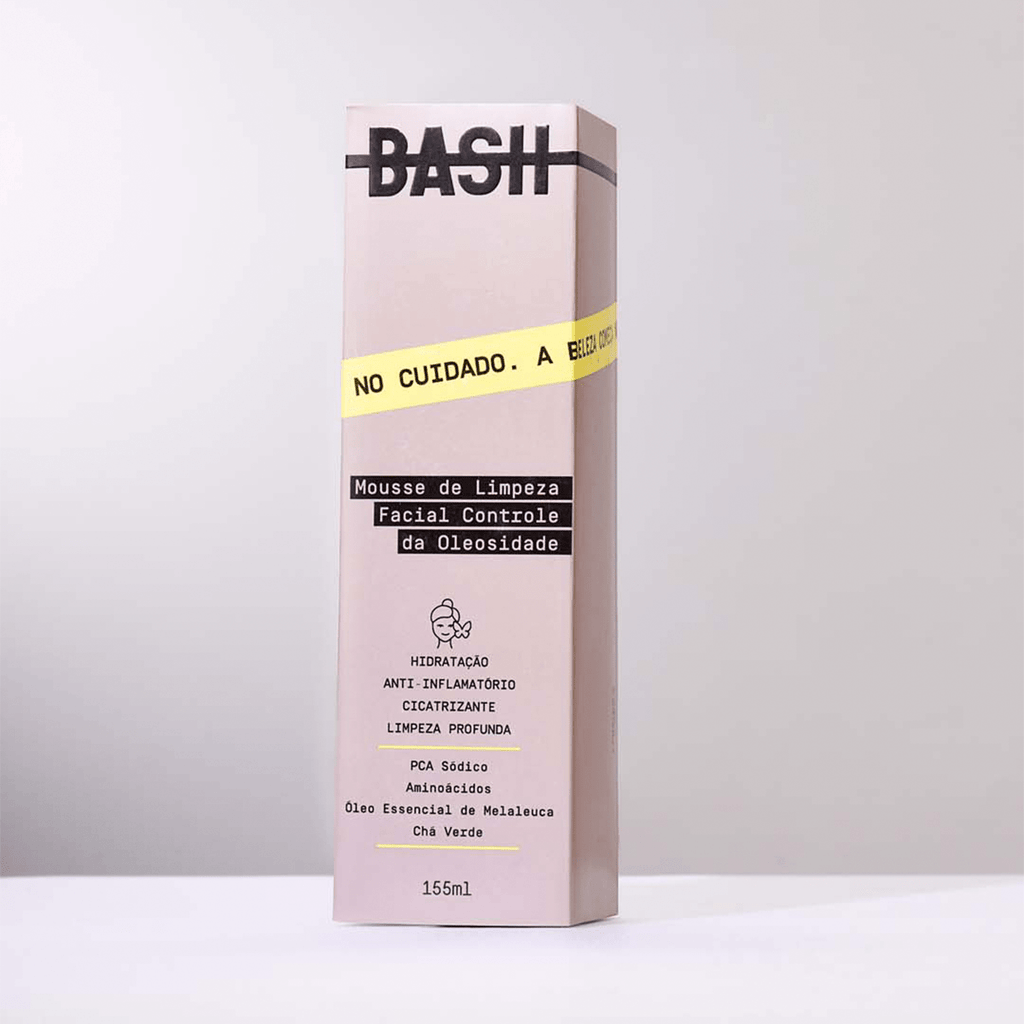 BASH
NO CUIDADO. A BELEZA COMEÇA
Mousse de Limpeza
Facial Controle
da Oleosidade
HIDRATAÇÃO
ANTI-INFLAMATÓRIO
CICATRIZANTE
LIMPEZA PROFUNDA
PCA Sódico
Aminoácidos
Óleo Essencial de Melaleuca
Chá Verde
155ml